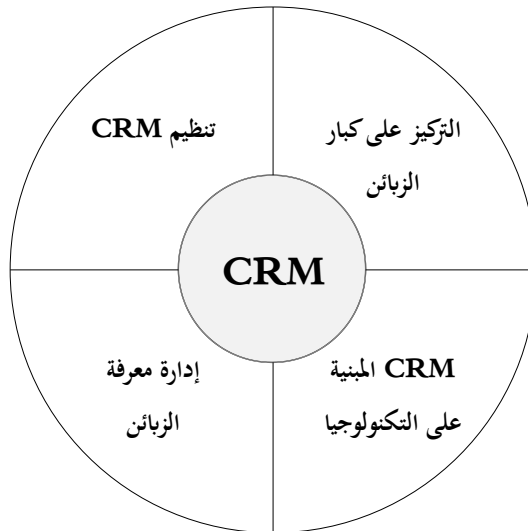 التركيز على كبار
الزبائن
تنظيم CRM
CRM
CRM المبنية
على التكنولوجيا
إدارة معرفة
الزبائن